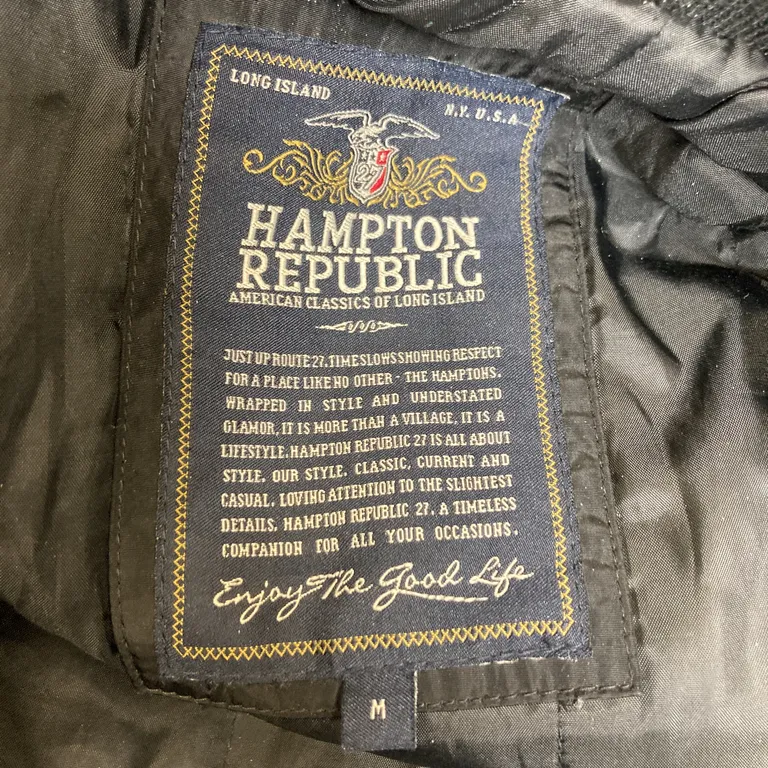 LONG ISLAND
N.Y. U.S.A
27
HAMPTON
REPUBLIC
AMERICAN CLASSICS OF LONG ISLAND
JUST UP ROUTE 27, TIME SLOWS SHOWING RESPECT
FOR A PLACE LIKE NO OTHER - THE HAMPTONS.
WRAPPED IN STYLE AND UNDERSTATED
GLAMOR, IT IS MORE THAN A VILLAGE, IT IS A
LIFESTYLE. HAMPTON REPUBLIC 27 IS ALL ABOUT
STYLE. OUR STYLE. CLASSIC, CURRENT AND
CASUAL. LOVING ATTENTION TO THE SLIGHTEST
DETAILS. HAMPTON REPUBLIC 27. A TIMELESS
COMPANION FOR ALL YOUR OCCASIONS.
Enjoy The Good Life
M